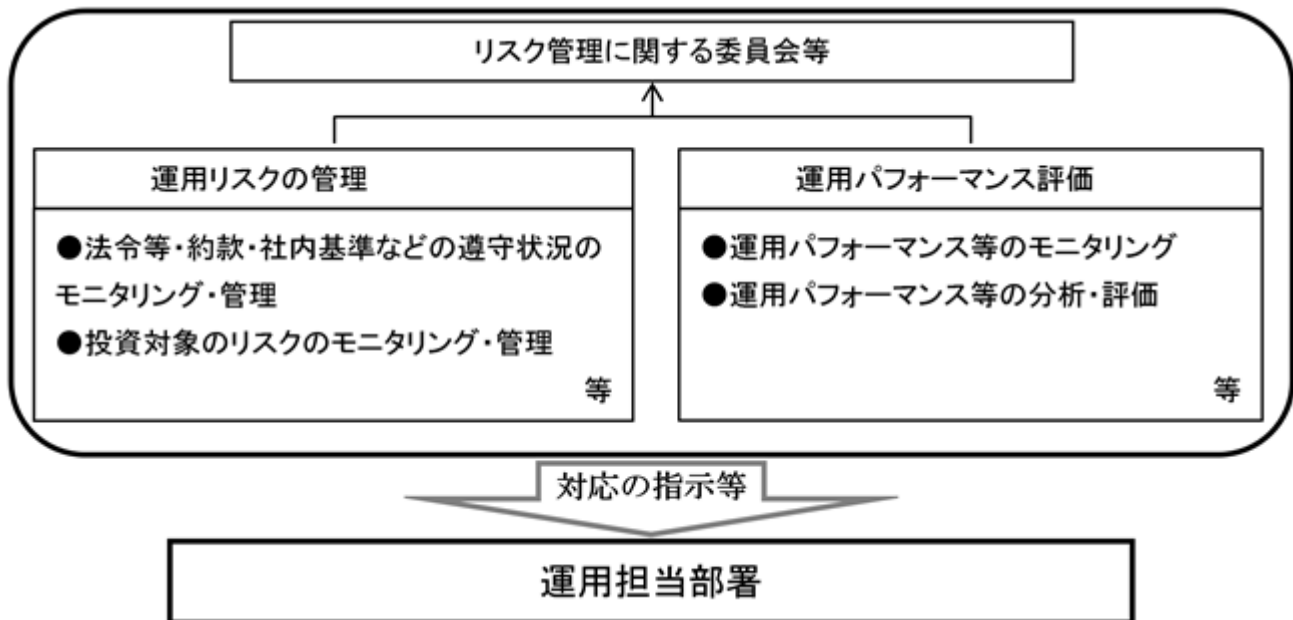 リスク管理に関する委員会等
運用リスクの管理
●法令等・約款・社内基準などの遵守状況の
モニタリング・管理
●投資対象のリスクのモニタリング・管理
等
運用パフォーマンス評価
●運用パフォーマンス等のモニタリング
●運用パフォーマンス等の分析・評価
等
対応の指示等
運用担当部署